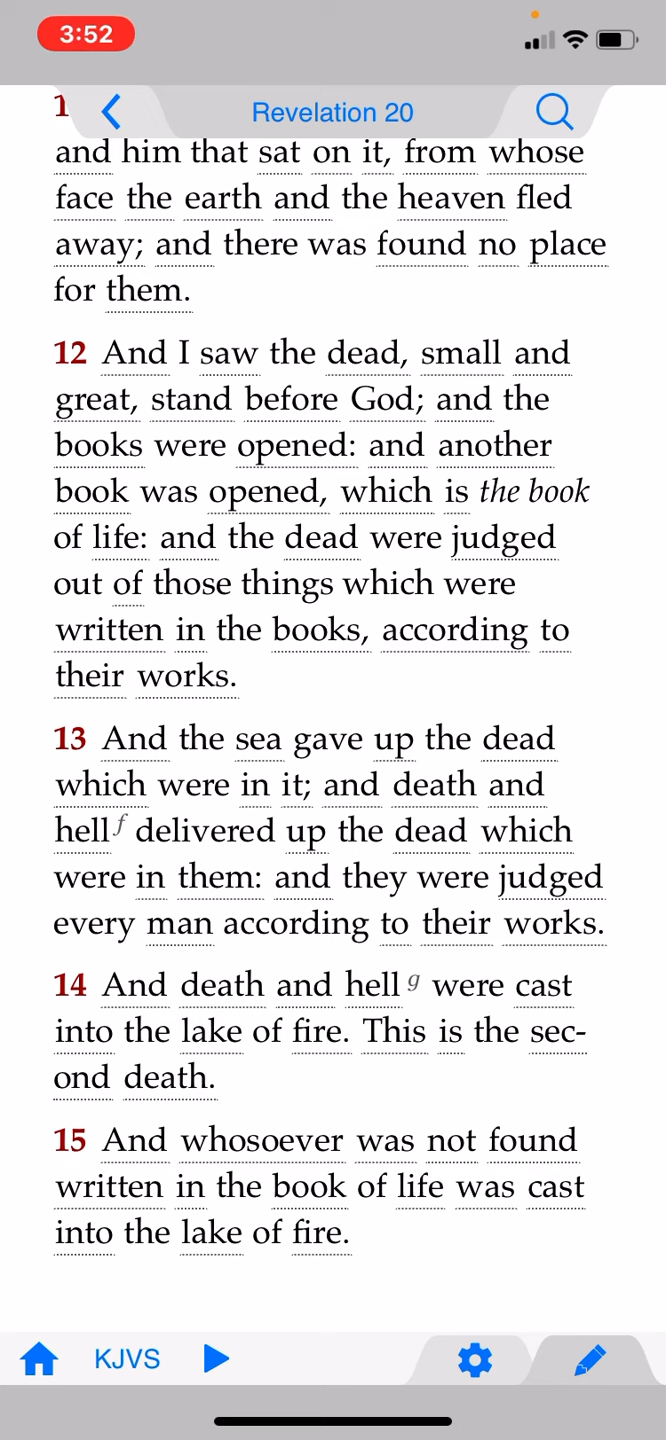 3:52
Revelation 20
1
and him that sat on it, from whose
face the earth and the heaven fled
away; and there was found no place
for them.
12 And I saw the dead, small and
great, stand before God; and the
books were opened: and another
book was opened, which is the book
of life: and the dead were judged
out of those things which were
written in the books, according to
their works.
13 And the sea gave up the dead
which were in it; and death and
hell f delivered up the dead which
were in them: and they were judged
every man according to their works.
14 And death and hell g were cast
into the lake of fire. This is the sec-
ond death.
15 And whosoever was not found
written in the book of life was cast
into the lake of fire.
KJVS